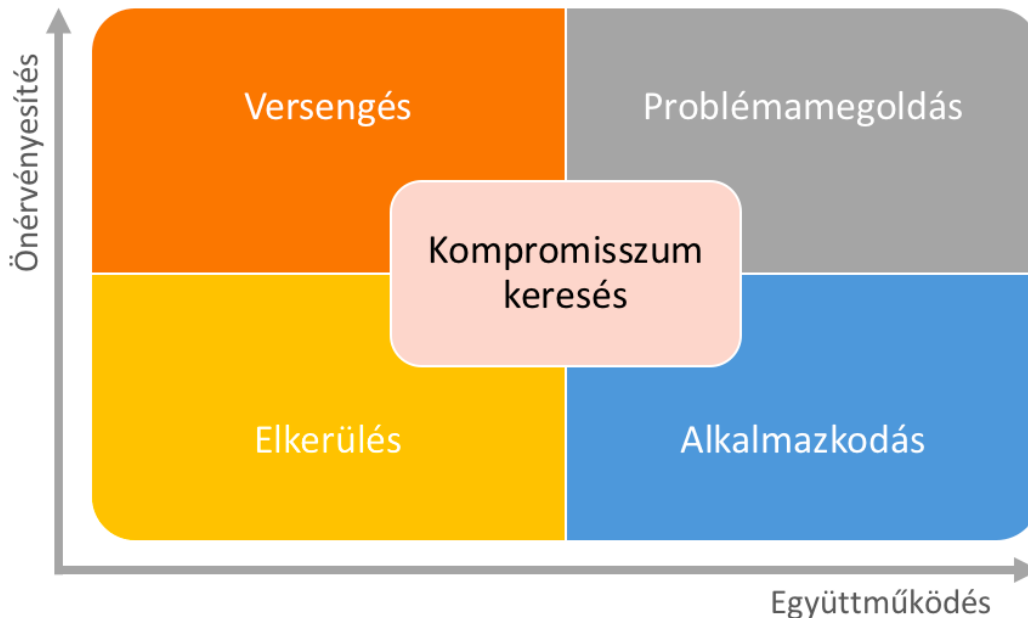 Önérvényesítés
Versengés
Problémamegoldás
Kompromisszum
keresés
Elkerülés
Alkalmazkodás
Együttműködés